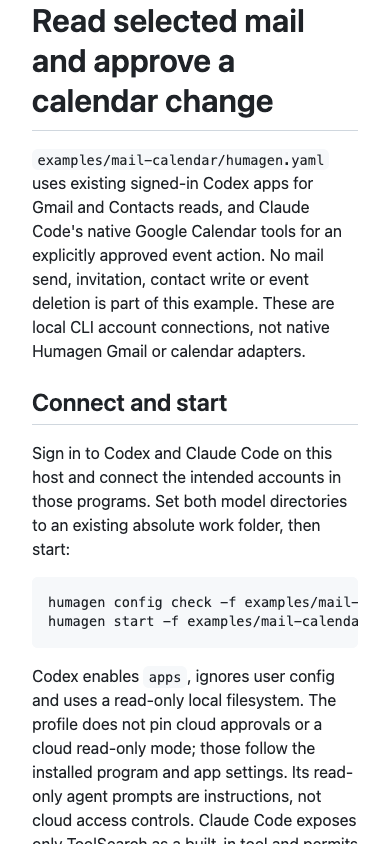 Read selected mail
and approve a
calendar change
examples/mail-calendar/humagen.yaml
uses existing signed-in Codex apps for
Gmail and Contacts reads, and Claude
Code's native Google Calendar tools for an
explicitly approved event action. No mail
send, invitation, contact write or event
deletion is part of this example. These are
local CLI account connections, not native
Humagen Gmail or calendar adapters.
Connect and start
Sign in to Codex and Claude Code on this
host and connect the intended accounts in
those programs. Set both model directories
to an existing absolute work folder, then
start:
humagen config check -f examples/mail-
humagen start -f examples/mail-calenda
Codex enables apps, ignores user config
and uses a read-only local filesystem. The
profile does not pin cloud approvals or a
cloud read-only mode; those follow the
installed program and app settings. Its read-
only agent prompts are instructions, not
cloud access controls. Claude Code exposes
only ToolSearch as a built-in tool and permits